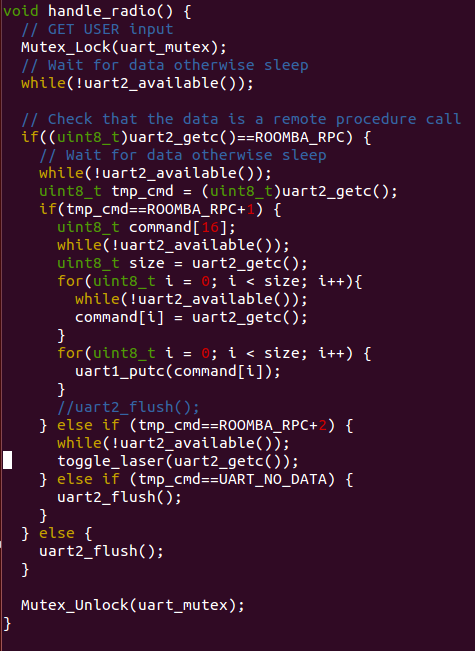 void handle_radio() {
  // GET USER input
  Mutex_Lock(uart_mutex);
  // Wait for data otherwise sleep
  while(!uart2_available());

  // Check that the data is a remote procedure call
  if((uint8_t)uart2_getc()==ROOMBA_RPC) {
    // Wait for data otherwise sleep
    while(!uart2_available());
    uint8_t tmp_cmd = (uint8_t)uart2_getc();
    if(tmp_cmd==ROOMBA_RPC+1) {
      uint8_t command[16];
      while(!uart2_available());
      uint8_t size = uart2_getc();
      for(uint8_t i = 0; i < size; i++){
        while(!uart2_available());
        command[i] = uart2_getc();
      }
      for(uint8_t i = 0; i < size; i++) {
        uart1_putc(command[i]);
      }
      //uart2_flush();
    } else if (tmp_cmd==ROOMBA_RPC+2) {
      while(!uart2_available());
      toggle_laser(uart2_getc());
    } else if (tmp_cmd==UART_NO_DATA) {
      uart2_flush();
    }
  } else {
    uart2_flush();
  }

  Mutex_Unlock(uart_mutex);
}